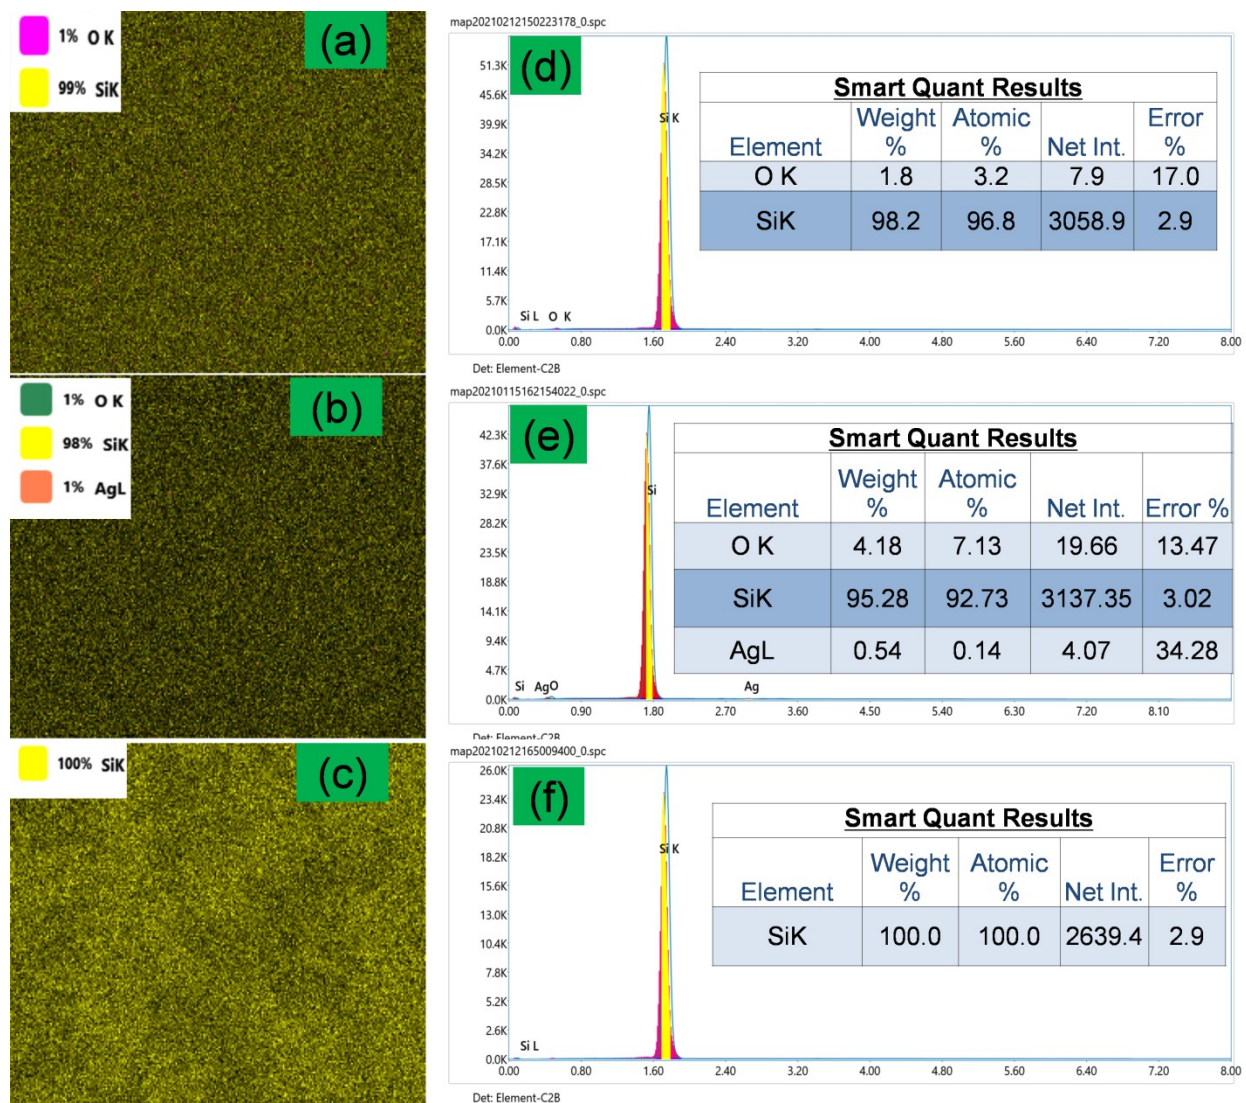 1% O K
99% SiK
(a)
1% O K
98% SiK
1% AgL
(b)
100% SiK
(c)
map20210212150223178_0.spc
(d)
51.3K
45.6K
39.9K
34.2K
28.5K
22.8K
17.1K
11.4K
5.7K
0.0K
Si K
Si L O K
0.00 0.80 1.60 2.40 3.20 4.00 4.80 5.60 6.40 7.20 8.00
Smart Quant Results
Element Weight % Atomic % Net Int. Error %
O K 1.8 3.2 7.9 17.0
SiK 98.2 96.8 3058.9 2.9
Det: Element-C2B
map20210115162154022_0.spc
(e)
42.3K
37.6K
32.9K
28.2K
23.5K
18.8K
14.1K
9.4K
4.7K
0.0K
Si
Si AgO Ag
0.00 0.90 1.80 2.70 3.60 4.50 5.40 6.30 7.20 8.10
Smart Quant Results
Element Weight % Atomic % Net Int. Error %
O K 4.18 7.13 19.66 13.47
SiK 95.28 92.73 3137.35 3.02
AgL 0.54 0.14 4.07 34.28
Det: Element-C2B
map20210212165009400_0.spc
(f)
26.0K
23.4K
20.8K
18.2K
15.6K
13.0K
10.4K
7.8K
5.2K
2.6K
0.0K
Si K
Si L
0.00 0.80 1.60 2.40 3.20 4.00 4.80 5.60 6.40 7.20 8.00
Smart Quant Results
Element Weight % Atomic % Net Int. Error %
SiK 100.0 100.0 2639.4 2.9
Det: Element-C2B